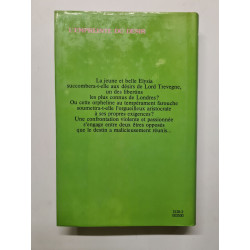 La jeune et belle Elysia
succombera-t-elle aux désirs de Lord Trevegne,
un des libertins
les plus connus de Londres?
Ou cette orpheline au tempérament farouche
soumettra-t-elle l'orgueilleux aristocrate
à ses propres exigences?
Une confrontation violente et passionnée
s'engage entre deux êtres opposés
que le destin a malicieusement réunis...